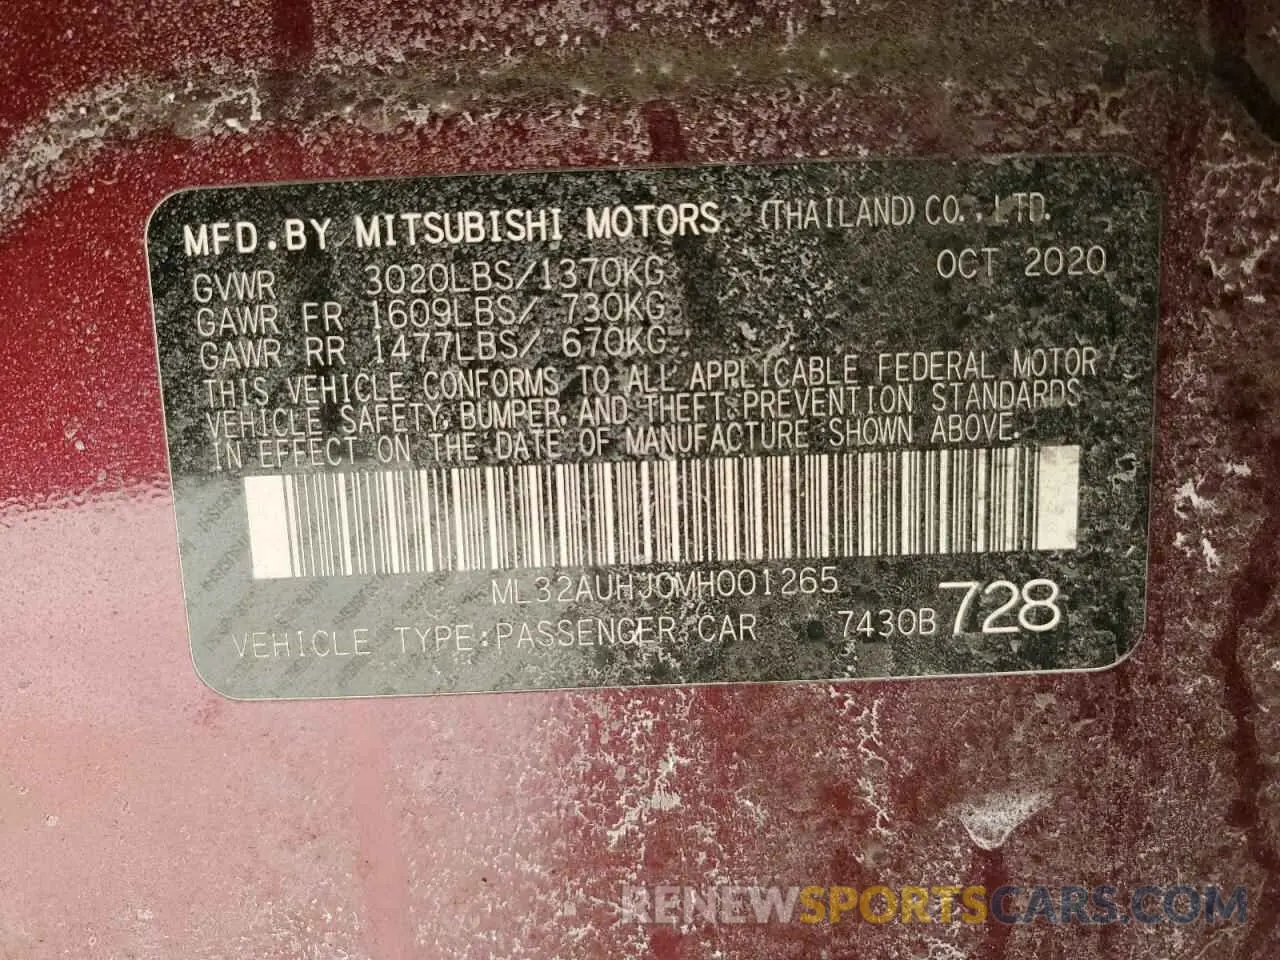 MFD.BY MITSUBISHI MOTORS (THAILAND) CO.,LTD.
GVWR 3020LBS/1370KG OCT 2020
GAWR FR 1609LBS/ 730KG
GAWR RR 1477LBS/ 670KG
THIS VEHICLE CONFORMS TO ALL APPLICABLE FEDERAL MOTOR
VEHICLE SAFETY, BUMPER, AND THEFT PREVENTION STANDARDS
IN EFFECT ON THE DATE OF MANUFACTURE SHOWN ABOVE.
ML32AUHJ0MH001265
VEHICLE TYPE:PASSENGER CAR 7430B 728
RENEWSPORTSCARS.COM